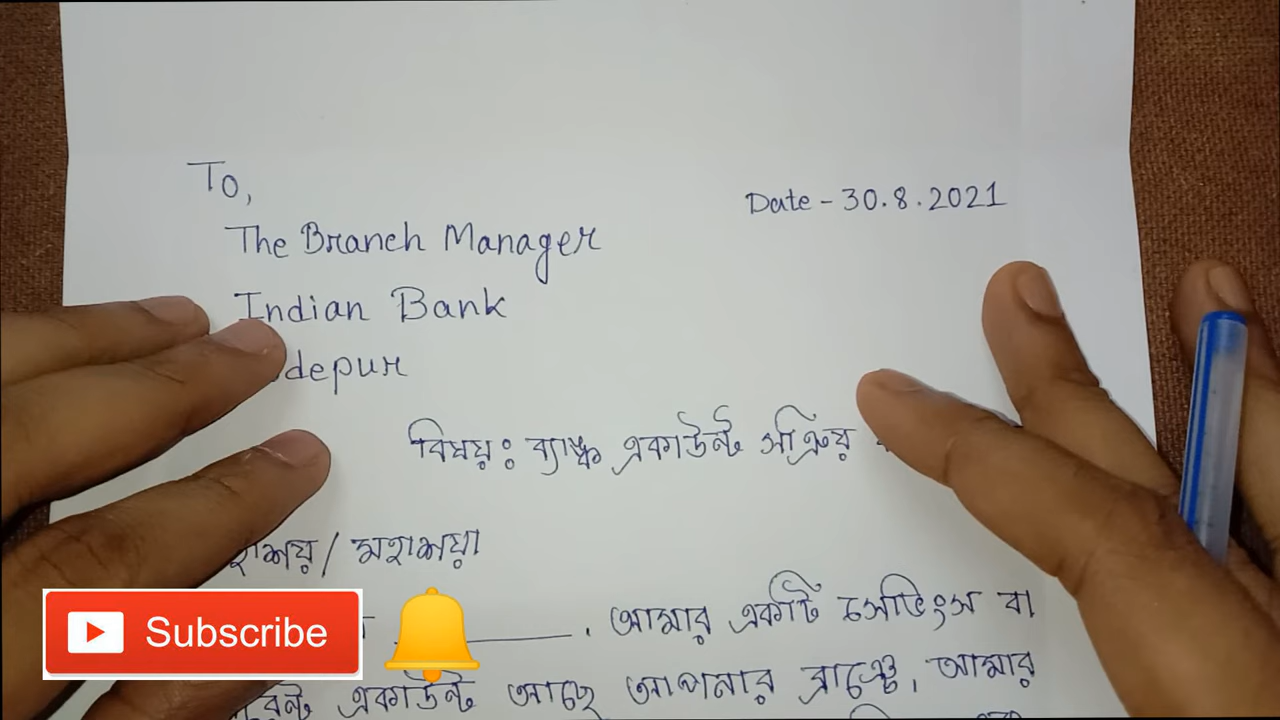 To,
Date - 30.8.2021
The Branch Manager
Indian Bank
depur
বিষয়ঃ ব্যাঙ্ক একাউন্ট সক্রিয়
হাশয়/ মহাশয়া
. আমার একটি সেভিংস বা
রেন্ট একাউন্ট আছে আপনার ব্রাঞ্চে, আমার
Subscribe